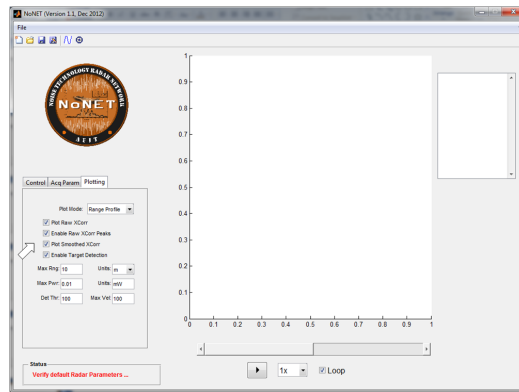 NoNET (Version 1.1, Dec 2012)
File
NOISE TECHNOLOGY RADAR NETWORK
NoNET
AFIT
Control Acq Param Plotting
Plot Mode: Range Profile
Plot Raw XCorr
Enable Raw XCorr Peaks
Plot Smoothed XCorr
Enable Target Detection
Max Rng: 10 Units: m
Max Pwr: 0.01 Units: mW
Det Thr: 100 Max Vel: 100
Status
Verify default Radar Parameters ...
1
0.9
0.8
0.7
0.6
0.5
0.4
0.3
0.2
0.1
0
0 0.1 0.2 0.3 0.4 0.5 0.6 0.7 0.8 0.9 1
1x Loop